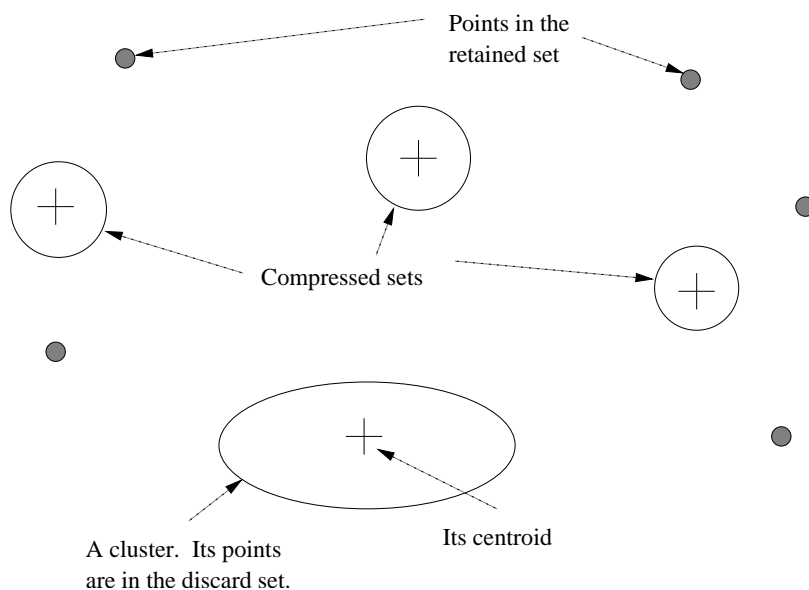 Points in the
retained set
Compressed sets
Its centroid
A cluster. Its points
are in the discard set.